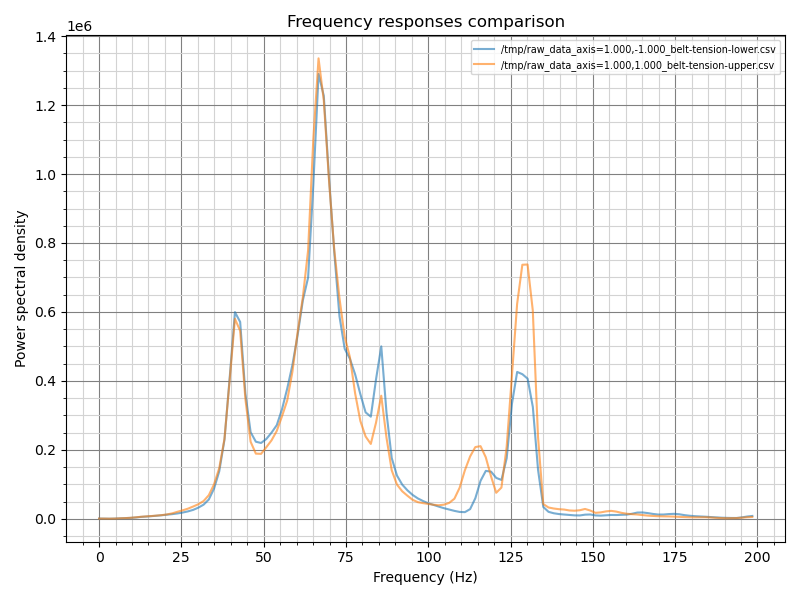 Frequency responses comparison
1e6
/tmp/raw_data_axis=1.000,-1.000_belt-tension-lower.csv
/tmp/raw_data_axis=1.000,1.000_belt-tension-upper.csv
1.4
1.2
1.0
0.8
0.6
0.4
0.2
0.0
Power spectral density
0 25 50 75 100 125 150 175 200
Frequency (Hz)